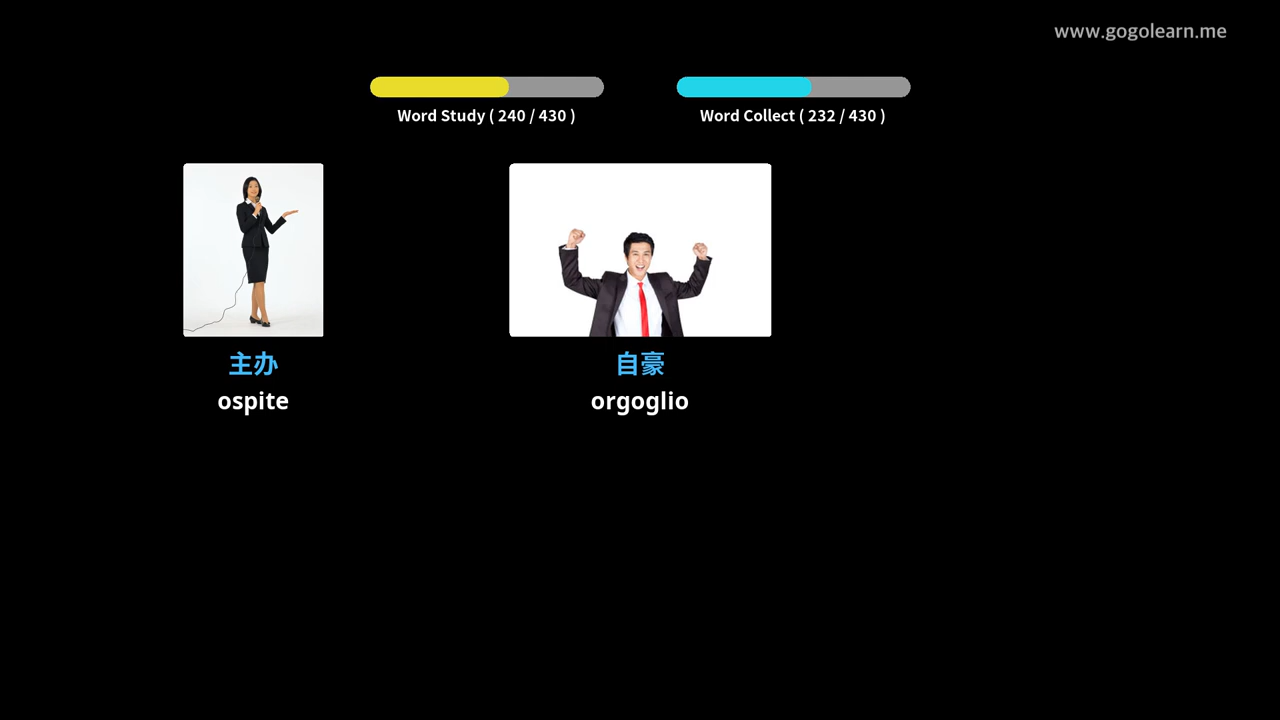 www.gogolearn.me
Word Study ( 240 / 430 )
Word Collect ( 232 / 430 )
主办
ospite
自豪
orgoglio